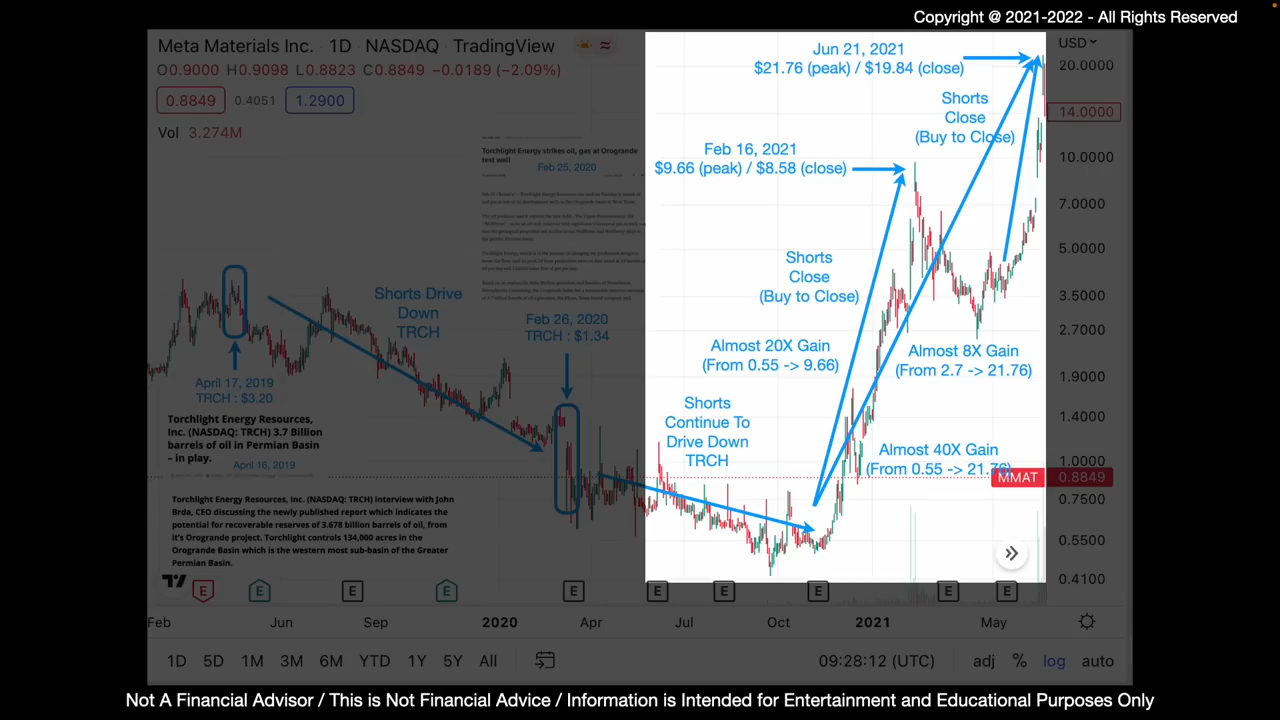 Copyright @ 2021-2022 - All Rights Reserved
Meta Materials Inc. · 1D · NASDAQ · TradingView
O0.9000 H0.9098 L0.8823 C0.8849 −0.0189 (−2.09%)
0.8849 0.4051 1.2900
Vol 3.274M
USD
20.0000
14.0000
10.0000
7.0000
5.0000
3.5000
2.7000
1.9000
1.4000
1.0000
MMAT 0.8849
0.7500
0.5500
0.4100
Torchlight Energy strikes oil, gas at Orogrande
test well
Feb 25, 2020
Jun 21, 2021
$21.76 (peak) / $19.84 (close)
Shorts
Close
(Buy to Close)
Feb 16, 2021
$9.66 (peak) / $8.58 (close)
Shorts
Close
(Buy to Close)
Shorts Drive
Down
TRCH
Feb 26, 2020
TRCH : $1.34
Almost 20X Gain
(From 0.55 -> 9.66)
Almost 8X Gain
(From 2.7 -> 21.76)
April 17, 2019
TRCH : $3.20
Shorts
Continue To
Drive Down
TRCH
Almost 40X Gain
(From 0.55 -> 21.76)
Torchlight Energy Resources,
Inc. (NASDAQ: TRCH) 3.7 Billion
barrels of oil in Permian Basin
– in play.
April 16, 2019
Torchlight Energy Resources, Inc. (NASDAQ: TRCH) interview with John
Brda, CEO discussing the newly published report which indicates the
potential for recoverable reserves of 3.678 billion barrels of oil, from
it's Orogrande project. Torchlight controls 134,000 acres in the
Orogrande Basin which is the western most sub-basin of the Greater
Permian Basin.
E E E E E E E E E E
Feb Jun Sep 2020 Apr Jul Oct 2021 May
1D 5D 1M 3M 6M YTD 1Y 5Y All 09:28:12 (UTC) adj % log auto
Not A Financial Advisor / This is Not Financial Advice / Information is Intended for Entertainment and Educational Purposes Only